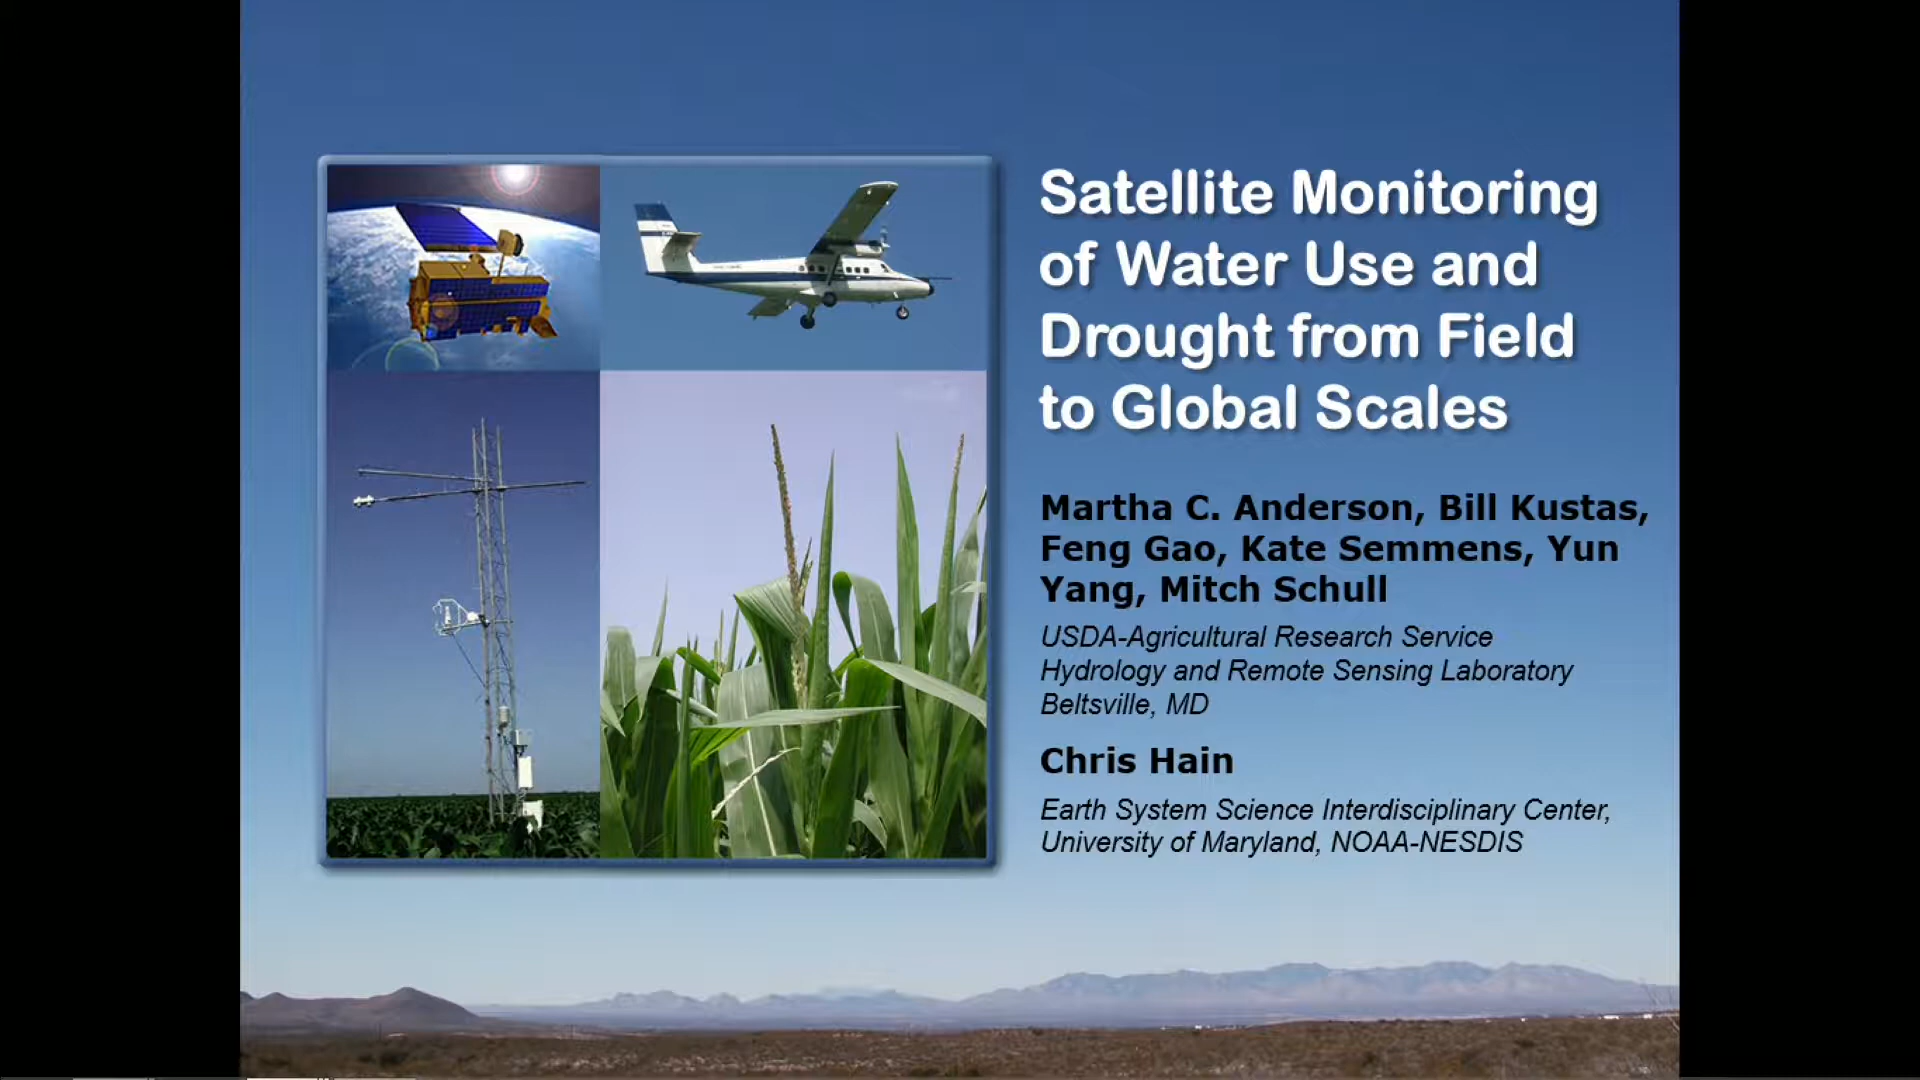 Satellite Monitoring
of Water Use and
Drought from Field
to Global Scales
Martha C. Anderson, Bill Kustas,
Feng Gao, Kate Semmens, Yun
Yang, Mitch Schull
USDA-Agricultural Research Service
Hydrology and Remote Sensing Laboratory
Beltsville, MD
Chris Hain
Earth System Science Interdisciplinary Center,
University of Maryland, NOAA-NESDIS